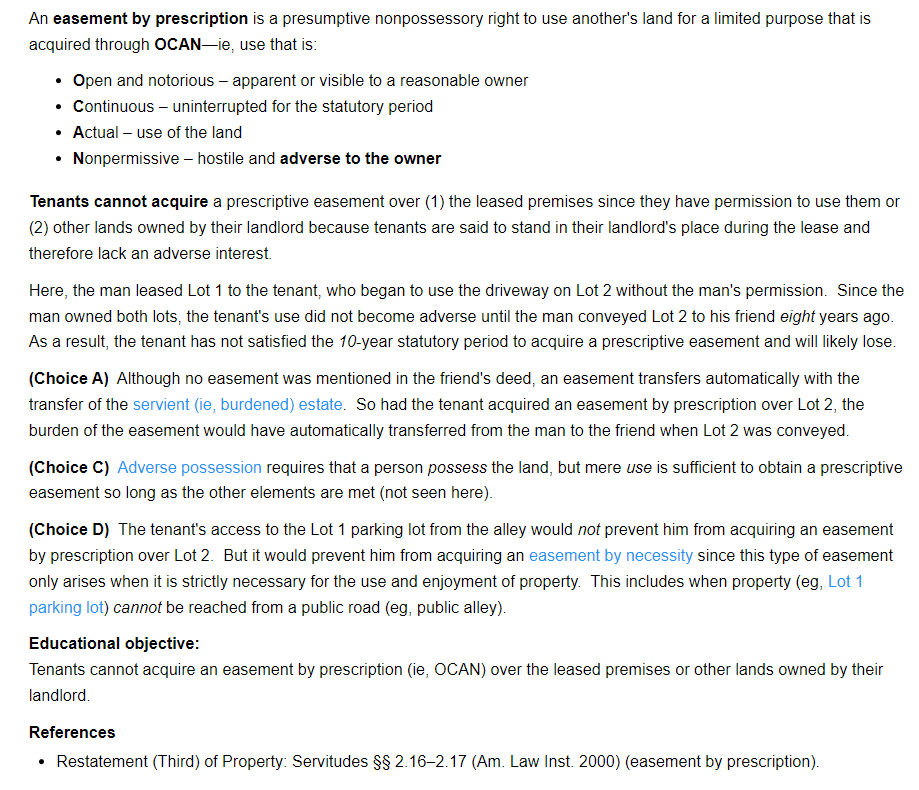 An easement by prescription is a presumptive nonpossessory right to use another's land for a limited purpose that is
acquired through OCAN—ie, use that is:
• Open and notorious – apparent or visible to a reasonable owner
• Continuous – uninterrupted for the statutory period
• Actual – use of the land
• Nonpermissive – hostile and adverse to the owner
Tenants cannot acquire a prescriptive easement over (1) the leased premises since they have permission to use them or
(2) other lands owned by their landlord because tenants are said to stand in their landlord's place during the lease and
therefore lack an adverse interest.
Here, the man leased Lot 1 to the tenant, who began to use the driveway on Lot 2 without the man's permission. Since the
man owned both lots, the tenant's use did not become adverse until the man conveyed Lot 2 to his friend eight years ago.
As a result, the tenant has not satisfied the 10-year statutory period to acquire a prescriptive easement and will likely lose.
(Choice A) Although no easement was mentioned in the friend's deed, an easement transfers automatically with the
transfer of the servient (ie, burdened) estate. So had the tenant acquired an easement by prescription over Lot 2, the
burden of the easement would have automatically transferred from the man to the friend when Lot 2 was conveyed.
(Choice C) Adverse possession requires that a person possess the land, but mere use is sufficient to obtain a prescriptive
easement so long as the other elements are met (not seen here).
(Choice D) The tenant's access to the Lot 1 parking lot from the alley would not prevent him from acquiring an easement
by prescription over Lot 2. But it would prevent him from acquiring an easement by necessity since this type of easement
only arises when it is strictly necessary for the use and enjoyment of property. This includes when property (eg, Lot 1
parking lot) cannot be reached from a public road (eg, public alley).
Educational objective:
Tenants cannot acquire an easement by prescription (ie, OCAN) over the leased premises or other lands owned by their
landlord.
References
• Restatement (Third) of Property: Servitudes §§ 2.16–2.17 (Am. Law Inst. 2000) (easement by prescription).